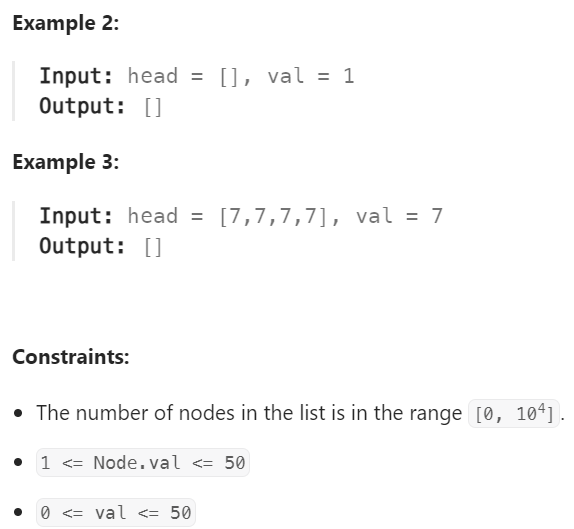 Example 2:
Input: head = [], val = 1
Output: []
Example 3:
Input: head = [7,7,7,7], val = 7
Output: []
Constraints:
• The number of nodes in the list is in the range [0, 10⁴].
• 1 <= Node.val <= 50
• 0 <= val <= 50